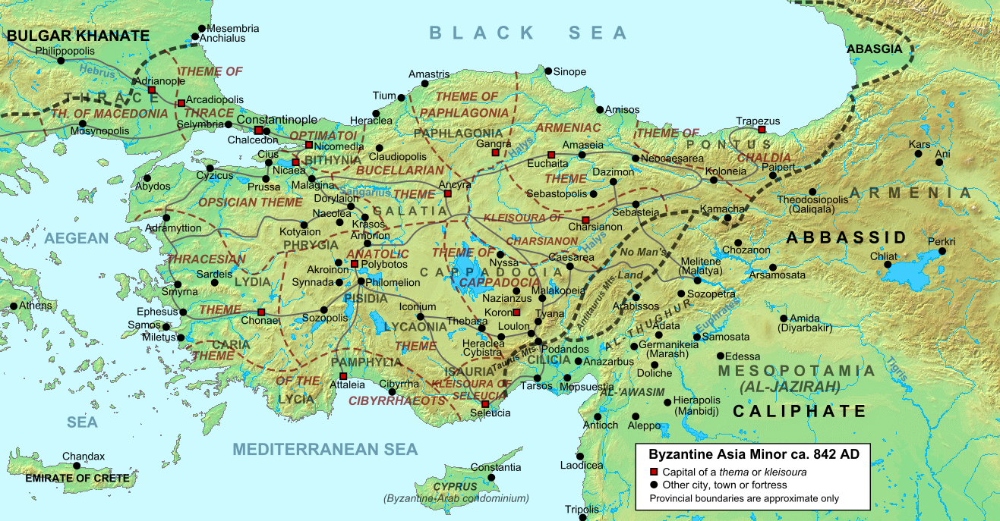 BULGAR KHANATE
Philippopolis
Hebrus
Mesembria
Anchialus
BLACK SEA
ABASGIA
Adrianople
THEME OF
THRACE
Arcadiopolis
THRACE
TH. OF MACEDONIA
Mosynopolis
Selymbria
Constantinople
Chalcedon
OPTIMATOI
Nicomedia
BITHYNIA
Cius
Nicaea
Prussa
Malagina
Cyzicus
Abydos
Heraclea
Tium
Amastris
Claudiopolis
BUCELLARIAN
THEME
Sangarius
THEME OF
PAPHLAGONIA
PAPHLAGONIA
Gangra
Halys
Sinope
Amisos
ARMENIAC
THEME
Euchaita
Amaseia
Dazimon
Sebastopolis
Neocaesarea
THEME OF
PONTUS
CHALDIA
Trapezus
Paipert
Koloneia
Kars
Ani
ARMENIA
Theodosiopolis
(Qaliqala)
Kamacha
Sebasteia
AEGEAN
SEA
OPSICIAN THEME
Adramyttion
Dorylaion
Nacolea
Krasos
Kotyaion
Amorion
PHRYGIA
GALATIA
Ancyra
KLEISOURA OF
CHARSIANON
Charsianon
Halys
No Man's
Land
ABBASSID
CALIPHATE
Chozanon
Perkri
Chliat
Arsamosata
Melitene
(Malatya)
Sozopetra
THRACESIAN
THEME
Sardeis
LYDIA
Smyrna
Athens
Ephesus
Samos
Miletus
Chonae
CARIA
ANATOLIC
THEME
Polybotos
Akroinon
Synnada
Philomelion
PISIDIA
Sozopolis
Iconium
LYCAONIA
THEME OF
CAPPADOCIA
CAPPADOCIA
Nyssa
Caesarea
Nazianzus
Malakopeia
Koron
Tyana
Thebasa
Loulon
Heraclea
Cybistra
Podandos
Taurus Mts.
Antitaurus Mts.
Arabissos
AL-THUGHUR
Adata
Euphrates
Samosata
Germanikeia
(Marash)
Anazarbus
Doliche
Amida
(Diyarbakir)
Edessa
Tigris
MESOPOTAMIA
(AL-JAZIRAH)
THEME
OF THE
CIBYRRHAEOTS
PAMPHYLIA
Attaleia
LYCIA
Cibyrrha
ISAURIA
KLEISOURA OF
SELEUCIA
Seleucia
CILICIA
Tarsos
Mopsuestia
AL-'AWASIM
Hierapolis
(Manbidj)
Antioch
Aleppo
Laodicea
Tripolis
MEDITERRANEAN SEA
Chandax
EMIRATE OF CRETE
Constantia
CYPRUS
(Byzantine-Arab condominium)
Byzantine Asia Minor ca. 842 AD
Capital of a thema or kleisoura
Other city, town or fortress
Provincial boundaries are approximate only